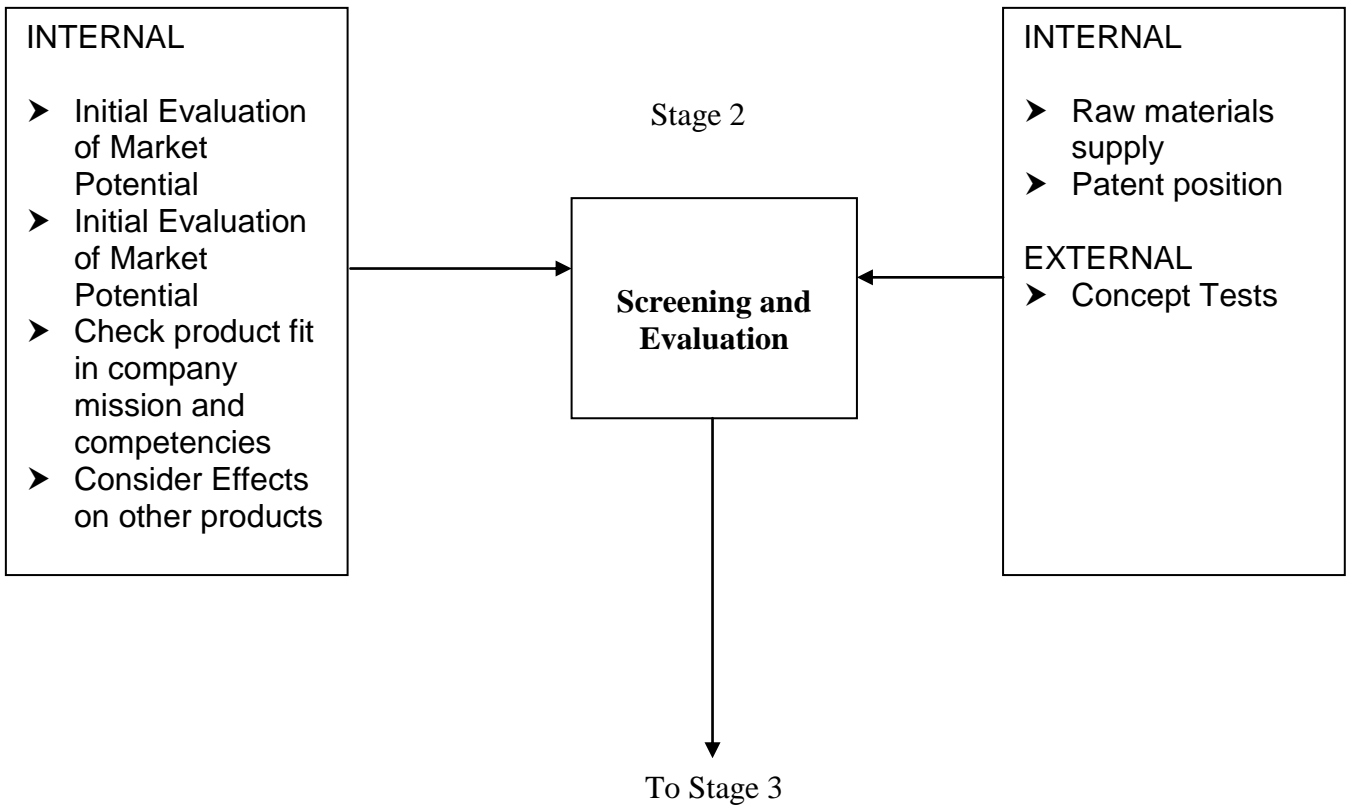 INTERNAL
➤ Initial Evaluation
of Market
Potential
➤ Initial Evaluation
of Market
Potential
➤ Check product fit
in company
mission and
competencies
➤ Consider Effects
on other products
Stage 2
Screening and
Evaluation
To Stage 3
INTERNAL
➤ Raw materials
supply
➤ Patent position
EXTERNAL
➤ Concept Tests